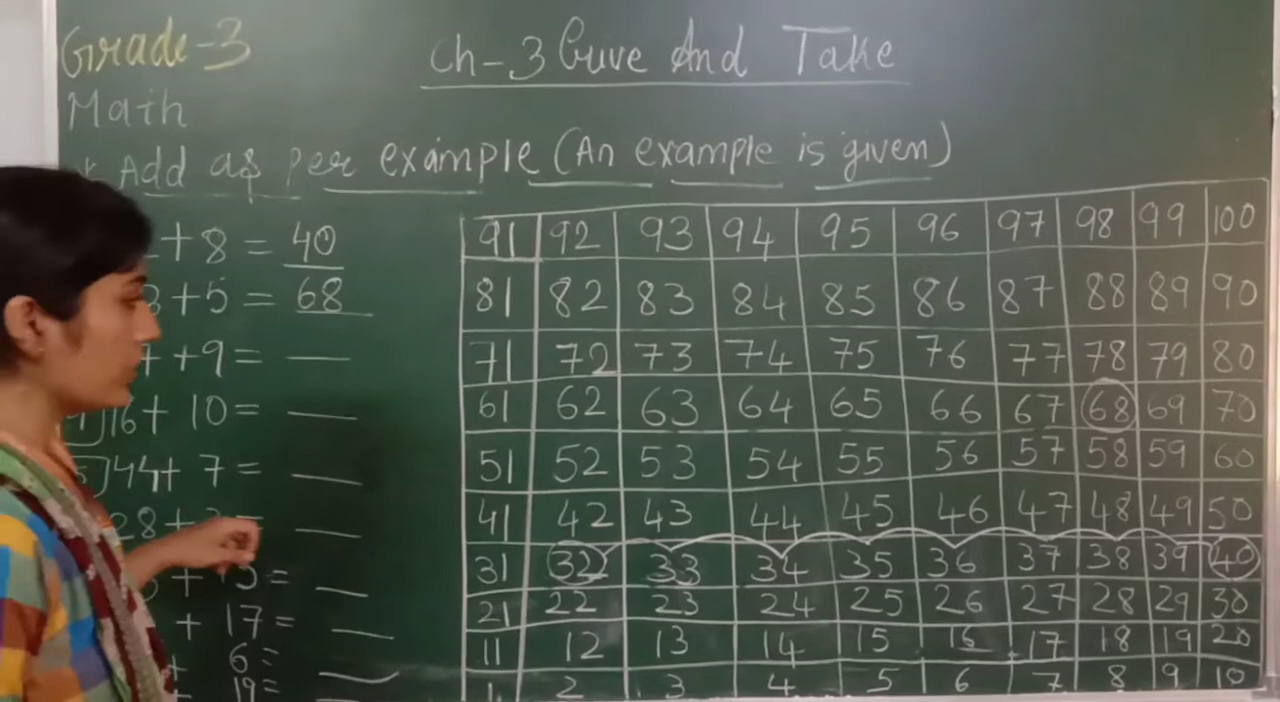 Grade-3
Ch-3 Give And Take
Math
* Add as per example (An example is given)
+ 8 = 40
3 + 5 = 68
+ 9 =
16 + 10 =
44 + 7 =
28 +
+ =
+ 17 =
+ 6 =
+ 19 =
91 92 93 94 95 96 97 98 99 100
81 82 83 84 85 86 87 88 89 90
71 72 73 74 75 76 77 78 79 80
61 62 63 64 65 66 67 68 69 70
51 52 53 54 55 56 57 58 59 60
41 42 43 44 45 46 47 48 49 50
31 32 33 34 35 36 37 38 39 40
21 22 23 24 25 26 27 28 29 30
11 12 13 14 15 16 17 18 19 20
1 2 3 4 5 6 7 8 9 10